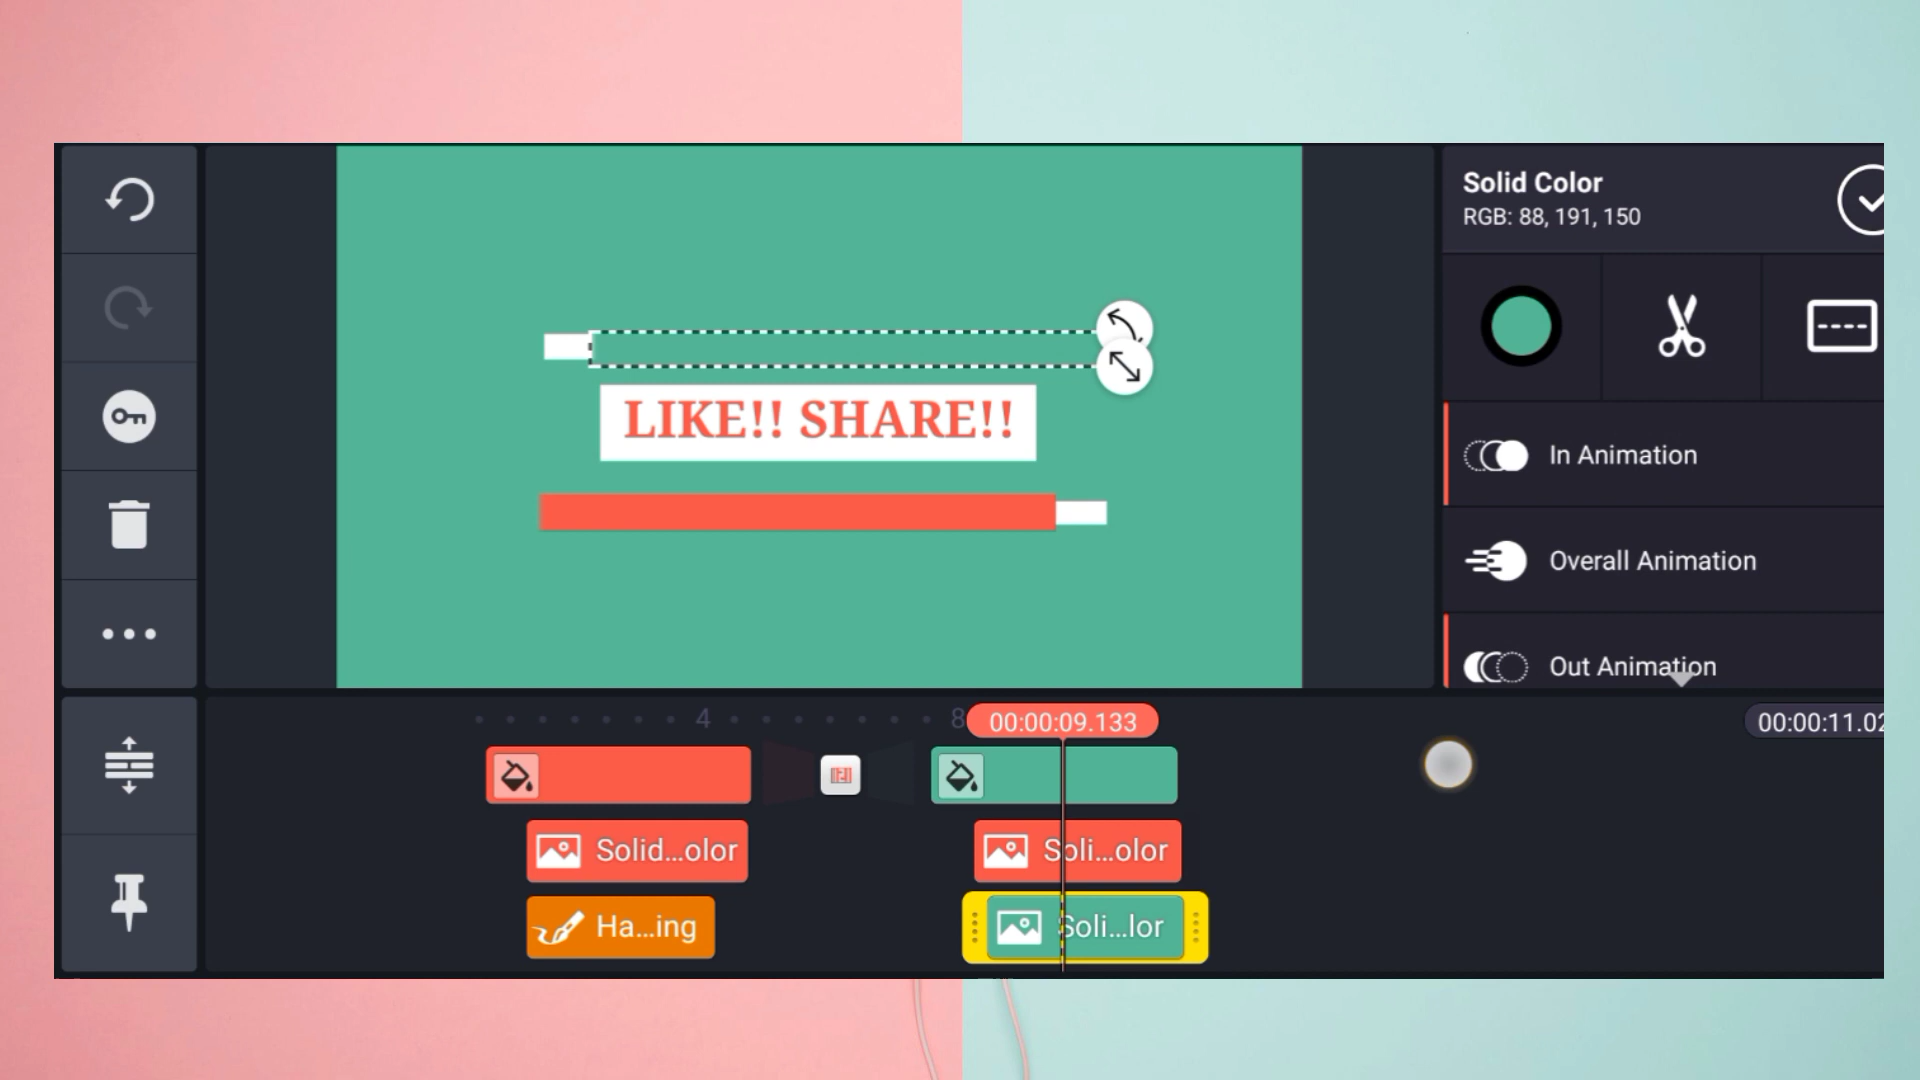 Solid Color
RGB: 88, 191, 150
LIKE!! SHARE!!
In Animation
Overall Animation
Out Animation
4
8
00:00:09.133
00:00:11.02
Solid...olor
Soli...olor
Ha...ing
Soli...lor